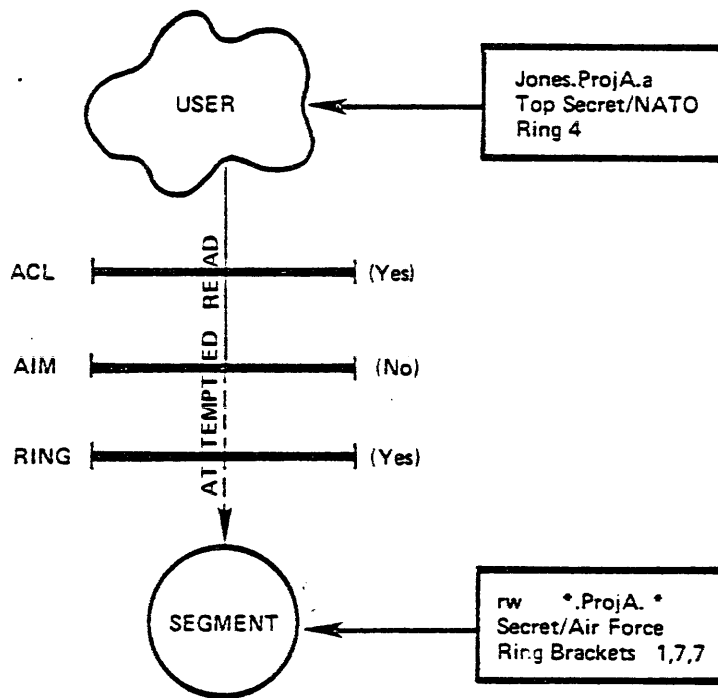 USER
Jones.ProjA.a
Top Secret/NATO
Ring 4
ACL (Yes)
AIM (No)
RING (Yes)
ATTEMPTED READ
SEGMENT
rw *.ProjA. *
Secret/Air Force
Ring Brackets 1,7,7